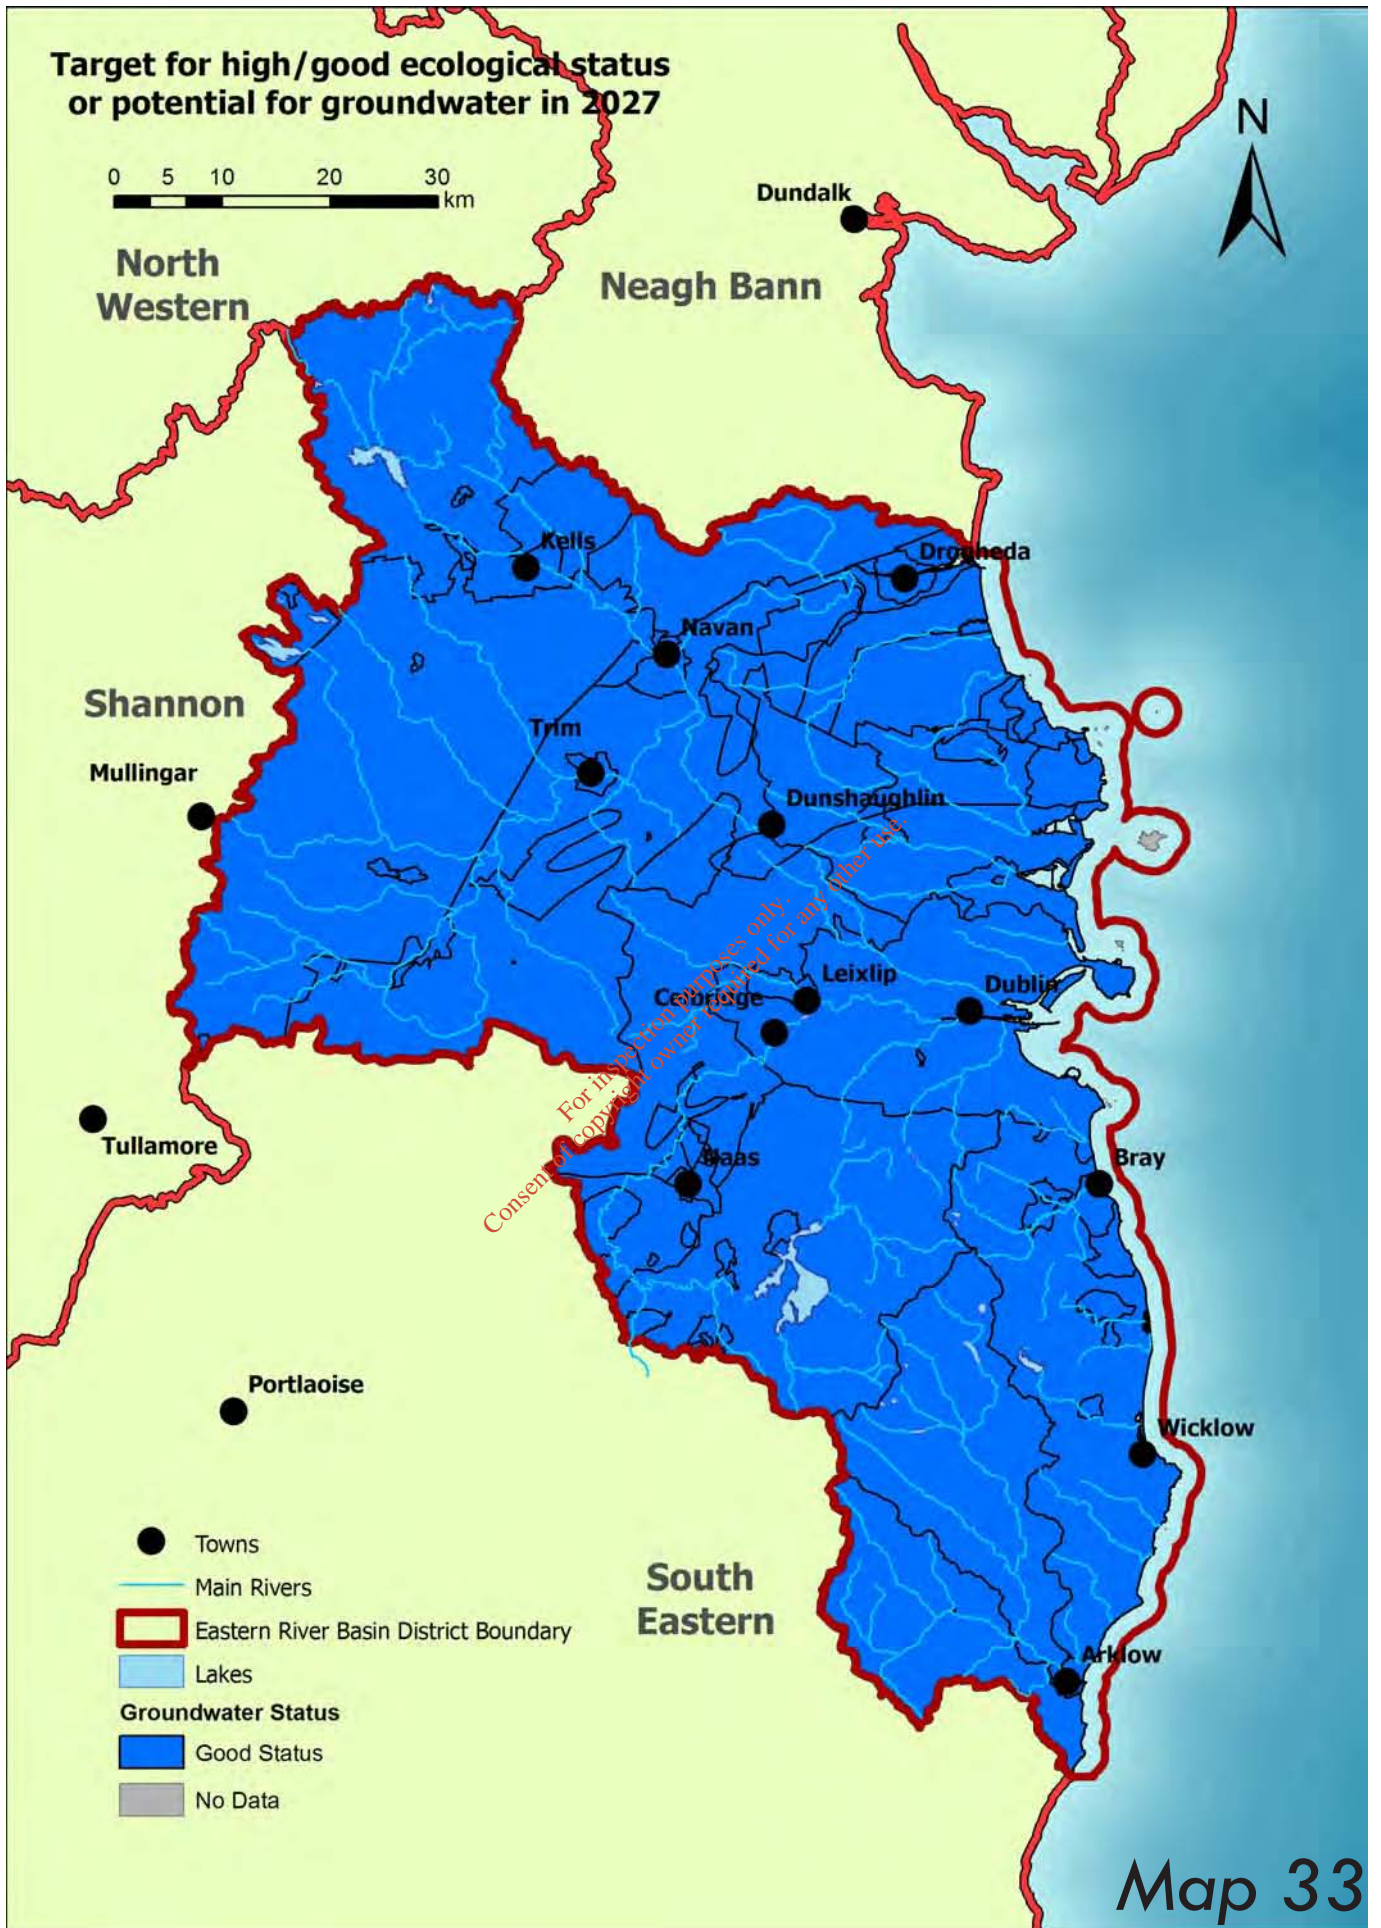 Target for high/good ecological status
or potential for groundwater in 2027
0 5 10 20 30
km
N
Dundalk
North
Western
Neagh Bann
Kells
Drogheda
Navan
Shannon
Trim
Mullingar
Dunshaughlin
Leixlip
Celbridge
Dublin
For inspection purposes only.
Consent of copyright owner required for any other use.
Tullamore
Naas
Bray
Portlaoise
Wicklow
South
Eastern
Arklow
Towns
Main Rivers
Eastern River Basin District Boundary
Lakes
Groundwater Status
Good Status
No Data
Map 33